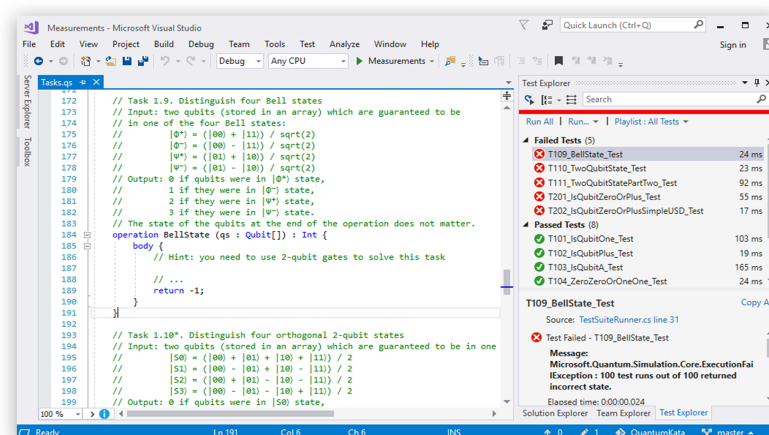 Measurements - Microsoft Visual Studio
Quick Launch (Ctrl+Q)
File Edit View Project Build Debug Team Tools Test Analyze Window Help Sign in
Debug Any CPU Measurements
Server Explorer
Toolbox
Tasks.qs
172 // Task 1.9. Distinguish four Bell states
173 // Input: two qubits (stored in an array) which are guaranteed to be
174 // in one of the four Bell states:
175 // |Φ⁺⟩ = (|00⟩ + |11⟩) / sqrt(2)
176 // |Φ⁻⟩ = (|00⟩ - |11⟩) / sqrt(2)
177 // |Ψ⁺⟩ = (|01⟩ + |10⟩) / sqrt(2)
178 // |Ψ⁻⟩ = (|01⟩ - |10⟩) / sqrt(2)
179 // Output: 0 if qubits were in |Φ⁺⟩ state,
180 // 1 if they were in |Φ⁻⟩ state,
181 // 2 if they were in |Ψ⁺⟩ state,
182 // 3 if they were in |Ψ⁻⟩ state.
183 // The state of the qubits at the end of the operation does not matter.
184 operation BellState (qs : Qubit[]) : Int {
185 body {
186 // Hint: you need to use 2-qubit gates to solve this task
187
188 // ...
189 return -1;
190 }
191 }
192
193 // Task 1.10*. Distinguish four orthogonal 2-qubit states
194 // Input: two qubits (stored in an array) which are guaranteed to be in one
195 // |S0⟩ = (|00⟩ + |01⟩ + |10⟩ + |11⟩) / 2
196 // |S1⟩ = (|00⟩ - |01⟩ + |10⟩ - |11⟩) / 2
197 // |S2⟩ = (|00⟩ + |01⟩ - |10⟩ - |11⟩) / 2
198 // |S3⟩ = (|00⟩ - |01⟩ - |10⟩ + |11⟩) / 2
199 // Output: 0 if qubits were in |S0⟩ state,
100 %
Test Explorer
Search
Run All | Run... | Playlist : All Tests
Failed Tests (5)
T109_BellState_Test 24 ms
T110_TwoQubitState_Test 23 ms
T111_TwoQubitStatePartTwo_Test 92 ms
T201_IsQubitZeroOrPlus_Test 55 ms
T202_IsQubitZeroOrPlusSimpleUSD_Test 17 ms
Passed Tests (8)
T101_IsQubitOne_Test 103 ms
T102_IsQubitPlus_Test 19 ms
T103_IsQubitA_Test 165 ms
T104_ZeroZeroOrOneOne_Test 24 ms
T109_BellState_Test Copy A
Source: TestSuiteRunner.cs line 31
Test Failed - T109_BellState_Test
Message:
Microsoft.Quantum.Simulation.Core.ExecutionFai
lException : 100 test runs out of 100 returned
incorrect state.
Elapsed time: 0:00:00.024
Solution Explorer Team Explorer Test Explorer
Ready Ln 191 Col 6 Ch 6 INS 0 1 QuantumKata master